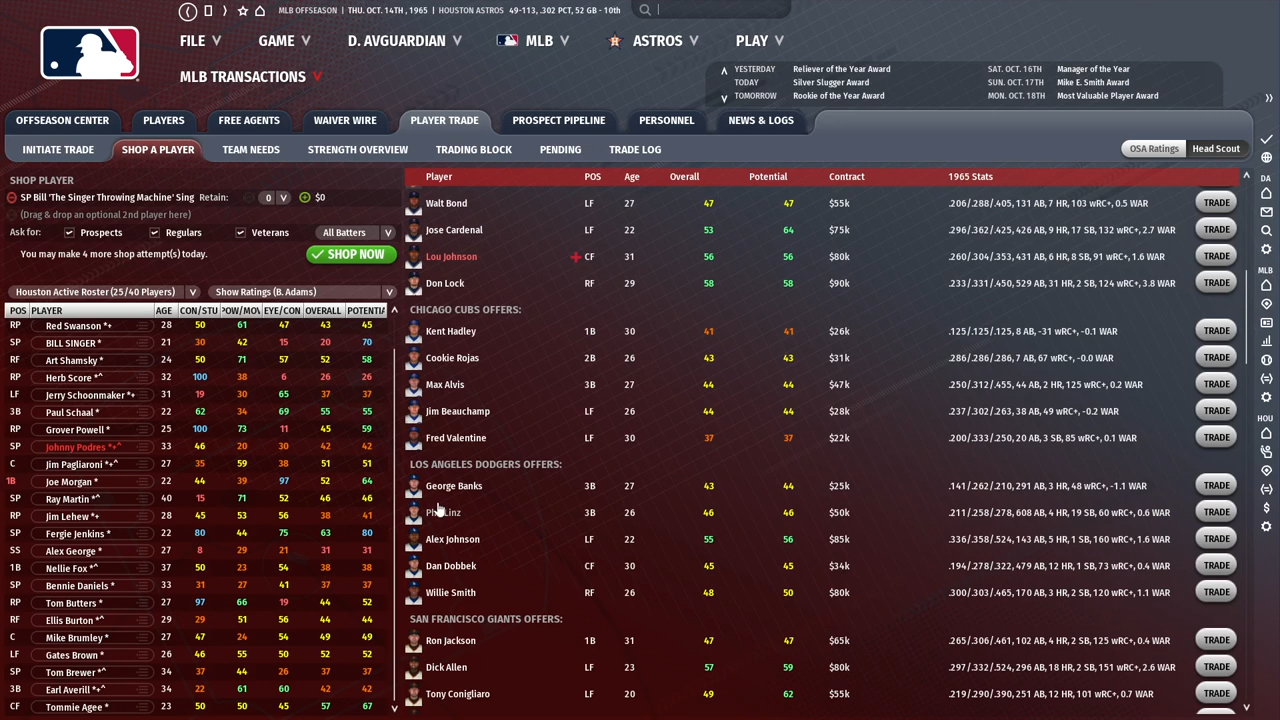 MLB OFFSEASON | THU. OCT. 14TH , 1965 | HOUSTON ASTROS 49-113, .302 PCT, 52 GB - 10th
FILE GAME D. AVGUARDIAN MLB ASTROS PLAY
MLB TRANSACTIONS
YESTERDAY Reliever of the Year Award SAT. OCT. 16TH Manager of the Year
TODAY Silver Slugger Award SUN. OCT. 17TH Mike E. Smith Award
TOMORROW Rookie of the Year Award MON. OCT. 18TH Most Valuable Player Award
OFFSEASON CENTER PLAYERS FREE AGENTS WAIVER WIRE PLAYER TRADE PROSPECT PIPELINE PERSONNEL NEWS & LOGS
INITIATE TRADE SHOP A PLAYER TEAM NEEDS STRENGTH OVERVIEW TRADING BLOCK PENDING TRADE LOG OSA Ratings Head Scout
SHOP PLAYER
SP Bill 'The Singer Throwing Machine' Sing Retain: 0 $0
(Drag & drop an optional 2nd player here)
Ask for: Prospects Regulars Veterans All Batters
You may make 4 more shop attempt(s) today. SHOP NOW
Houston Active Roster (25/40 Players) Show Ratings (B. Adams)
POS PLAYER AGE CON/STU POW/MOV EYE/CON OVERALL POTENTIA
RP Red Swanson *+ 28 50 61 47 43 45
SP BILL SINGER * 21 30 42 15 20 70
RF Art Shamsky * 24 50 71 57 52 58
RP Herb Score *^ 32 100 38 6 26 26
LF Jerry Schoonmaker *+ 31 19 30 65 37 37
3B Paul Schaal * 22 62 34 69 55 55
RP Grover Powell * 25 100 73 11 45 59
SP Johnny Podres *+^ 33 46 20 30 42 42
C Jim Pagliaroni *+^ 27 35 59 38 51 51
1B Joe Morgan * 22 44 39 97 52 64
SP Ray Martin *^ 40 15 71 52 46 46
RP Jim Lehew *+ 28 45 53 56 38 41
SP Fergie Jenkins * 22 80 44 75 63 80
SS Alex George * 27 8 29 21 31 31
1B Nellie Fox *^ 37 50 23 54 38 38
SP Bennie Daniels * 33 31 27 41 37 37
RP Tom Butters * 27 97 66 19 44 52
RF Ellis Burton *^ 29 29 51 56 44 44
C Mike Brumley * 27 47 24 54 49 49
LF Gates Brown * 26 46 55 50 52 52
SP Tom Brewer *^ 34 37 44 26 37 37
3B Earl Averill *+^ 34 22 61 60 42 42
CF Tommie Agee * 23 50 50 45 57 67
Player POS Age Overall Potential Contract 1965 Stats
Walt Bond LF 27 47 47 $55k .206/.288/.405, 131 AB, 7 HR, 103 wRC+, 0.5 WAR TRADE
Jose Cardenal LF 22 53 64 $75k .296/.362/.425, 426 AB, 9 HR, 17 SB, 132 wRC+, 2.7 WAR TRADE
Lou Johnson CF 31 56 56 $80k .260/.304/.353, 431 AB, 6 HR, 8 SB, 91 wRC+, 1.6 WAR TRADE
Don Lock RF 29 58 58 $90k .233/.331/.450, 529 AB, 31 HR, 2 SB, 124 wRC+, 3.8 WAR TRADE
CHICAGO CUBS OFFERS:
Kent Hadley 1B 30 41 41 $26k .125/.125/.125, 8 AB, -31 wRC+, -0.1 WAR TRADE
Cookie Rojas 2B 26 43 43 $31k .286/.286/.286, 7 AB, 67 wRC+, -0.0 WAR TRADE
Max Alvis 3B 27 44 44 $47k .250/.312/.455, 44 AB, 2 HR, 125 wRC+, 0.2 WAR TRADE
Jim Beauchamp LF 26 44 44 $28k .237/.302/.263, 38 AB, 49 wRC+, -0.2 WAR TRADE
Fred Valentine LF 30 37 37 $22k .200/.333/.250, 20 AB, 3 SB, 85 wRC+, 0.1 WAR TRADE
LOS ANGELES DODGERS OFFERS:
George Banks 3B 27 43 44 $25k .141/.262/.210, 291 AB, 3 HR, 48 wRC+, -1.1 WAR TRADE
Linz 3B 26 46 46 $50k .211/.258/.278, 608 AB, 4 HR, 19 SB, 60 wRC+, 0.6 WAR TRADE
Alex Johnson LF 22 55 56 $85k .336/.358/.524, 143 AB, 5 HR, 1 SB, 160 wRC+, 1.6 WAR TRADE
Dan Dobbek CF 30 45 45 $34k .194/.278/.322, 479 AB, 12 HR, 1 SB, 73 wRC+, 0.4 WAR TRADE
Willie Smith RF 26 48 50 $80k .300/.303/.465, 170 AB, 3 HR, 2 SB, 120 wRC+, 1.1 WAR TRADE
SAN FRANCISCO GIANTS OFFERS:
Ron Jackson 1B 31 47 47 $65k .265/.306/.461, 102 AB, 4 HR, 2 SB, 125 wRC+, 0.4 WAR TRADE
Dick Allen LF 23 57 59 $80k .297/.332/.524, 296 AB, 18 HR, 2 SB, 151 wRC+, 2.6 WAR TRADE
Tony Conigliaro LF 20 49 62 $55k .219/.290/.390, 251 AB, 12 HR, 101 wRC+, 0.7 WAR TRADE
DA
MLB
HOU